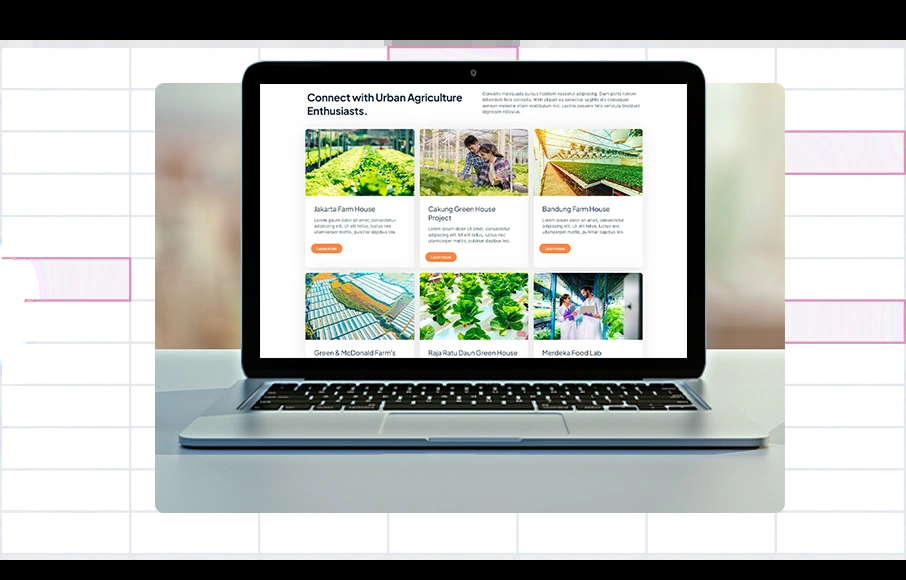 Connect with Urban Agriculture
Enthusiasts.
Convallis malesuada cursus habitant nascetur adipiscing. Diam porta rutrum
bibendum felis convallis. Nibh aliquet eu senectus sagittis dis consequat
aenean molestie etiam vestibulum nisl. Lacinia posuere felis vehicula tincidunt
dignissim ridiculus.
Jakarta Farm House
Lorem ipsum dolor sit amet, consectetur
adipiscing elit. Ut elit tellus, luctus nec
ullamcorper mattis, pulvinar dapibus leo.
Learn more
Cakung Green House
Project
Lorem ipsum dolor sit amet, consectetur
adipiscing elit. Ut elit tellus, luctus nec
ullamcorper mattis, pulvinar dapibus leo.
Learn more
Bandung Farm House
Lorem ipsum dolor sit amet, consectetur
adipiscing elit. Ut elit tellus, luctus nec
ullamcorper mattis, pulvinar dapibus leo.
Learn more
Green & McDonald Farm's
Raja Ratu Daun Green House
Merdeka Food Lab